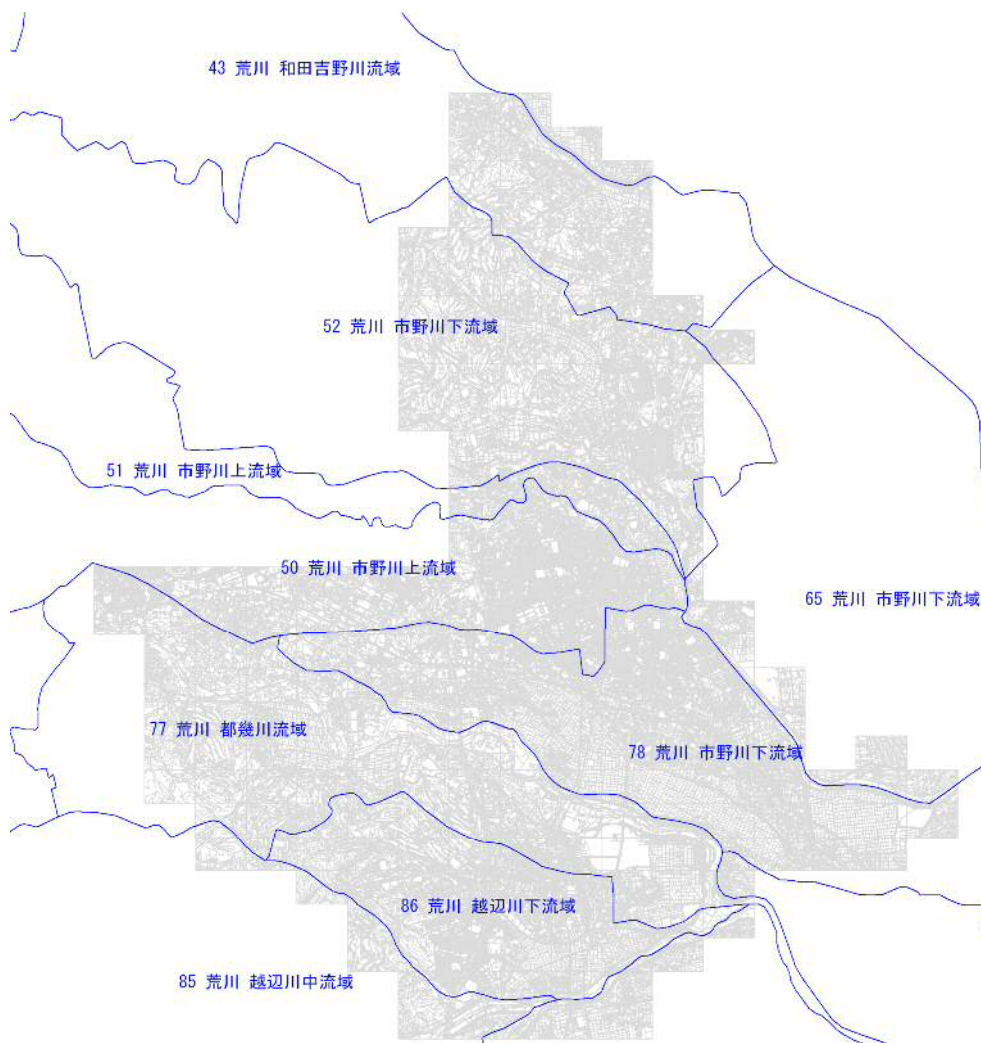 43 荒川 和田吉野川流域
52 荒川 市野川下流域
51 荒川 市野川上流域
50 荒川 市野川上流域
65 荒川 市野川下流域
77 荒川 都幾川流域
78 荒川 市野川下流域
86 荒川 越辺川下流域
85 荒川 越辺川中流域